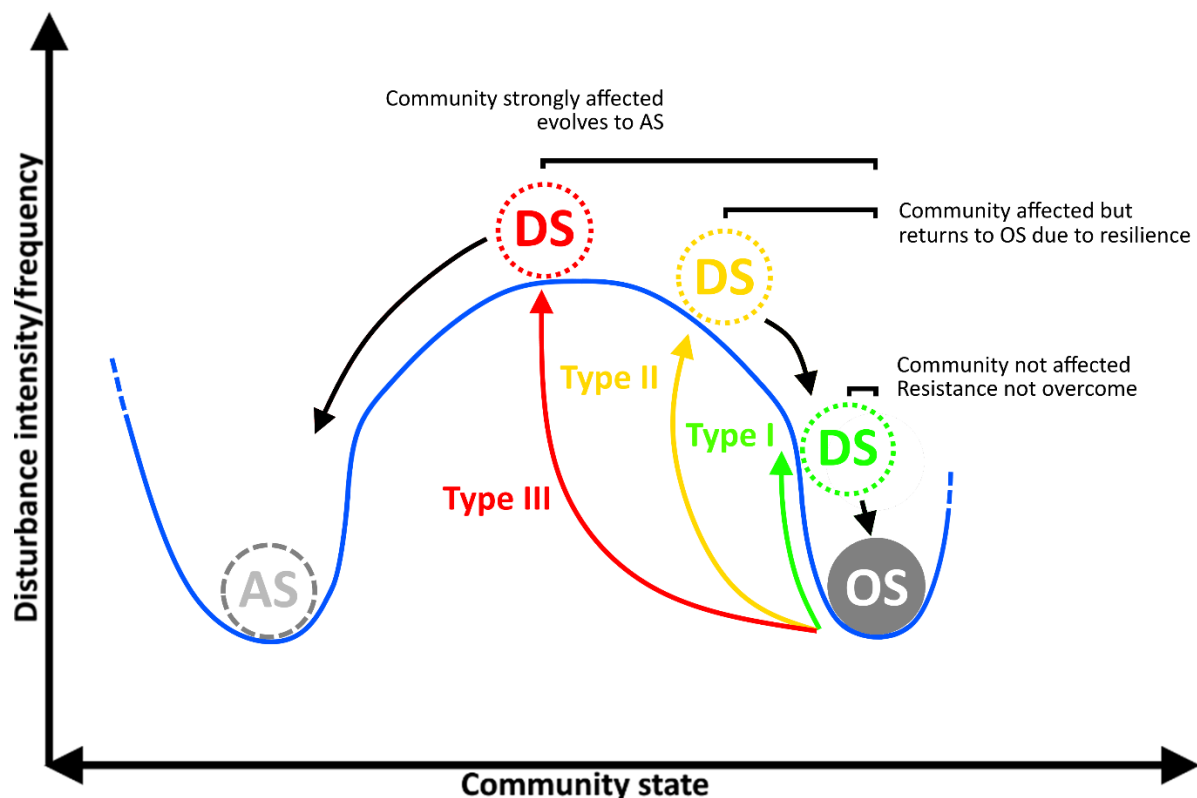 Community strongly affected
evolves to AS
DS
Community affected but
returns to OS due to resilience
DS
Type II
Community not affected
Resistance not overcome
Type I
DS
Type III
AS
OS
Disturbance intensity/frequency
Community state